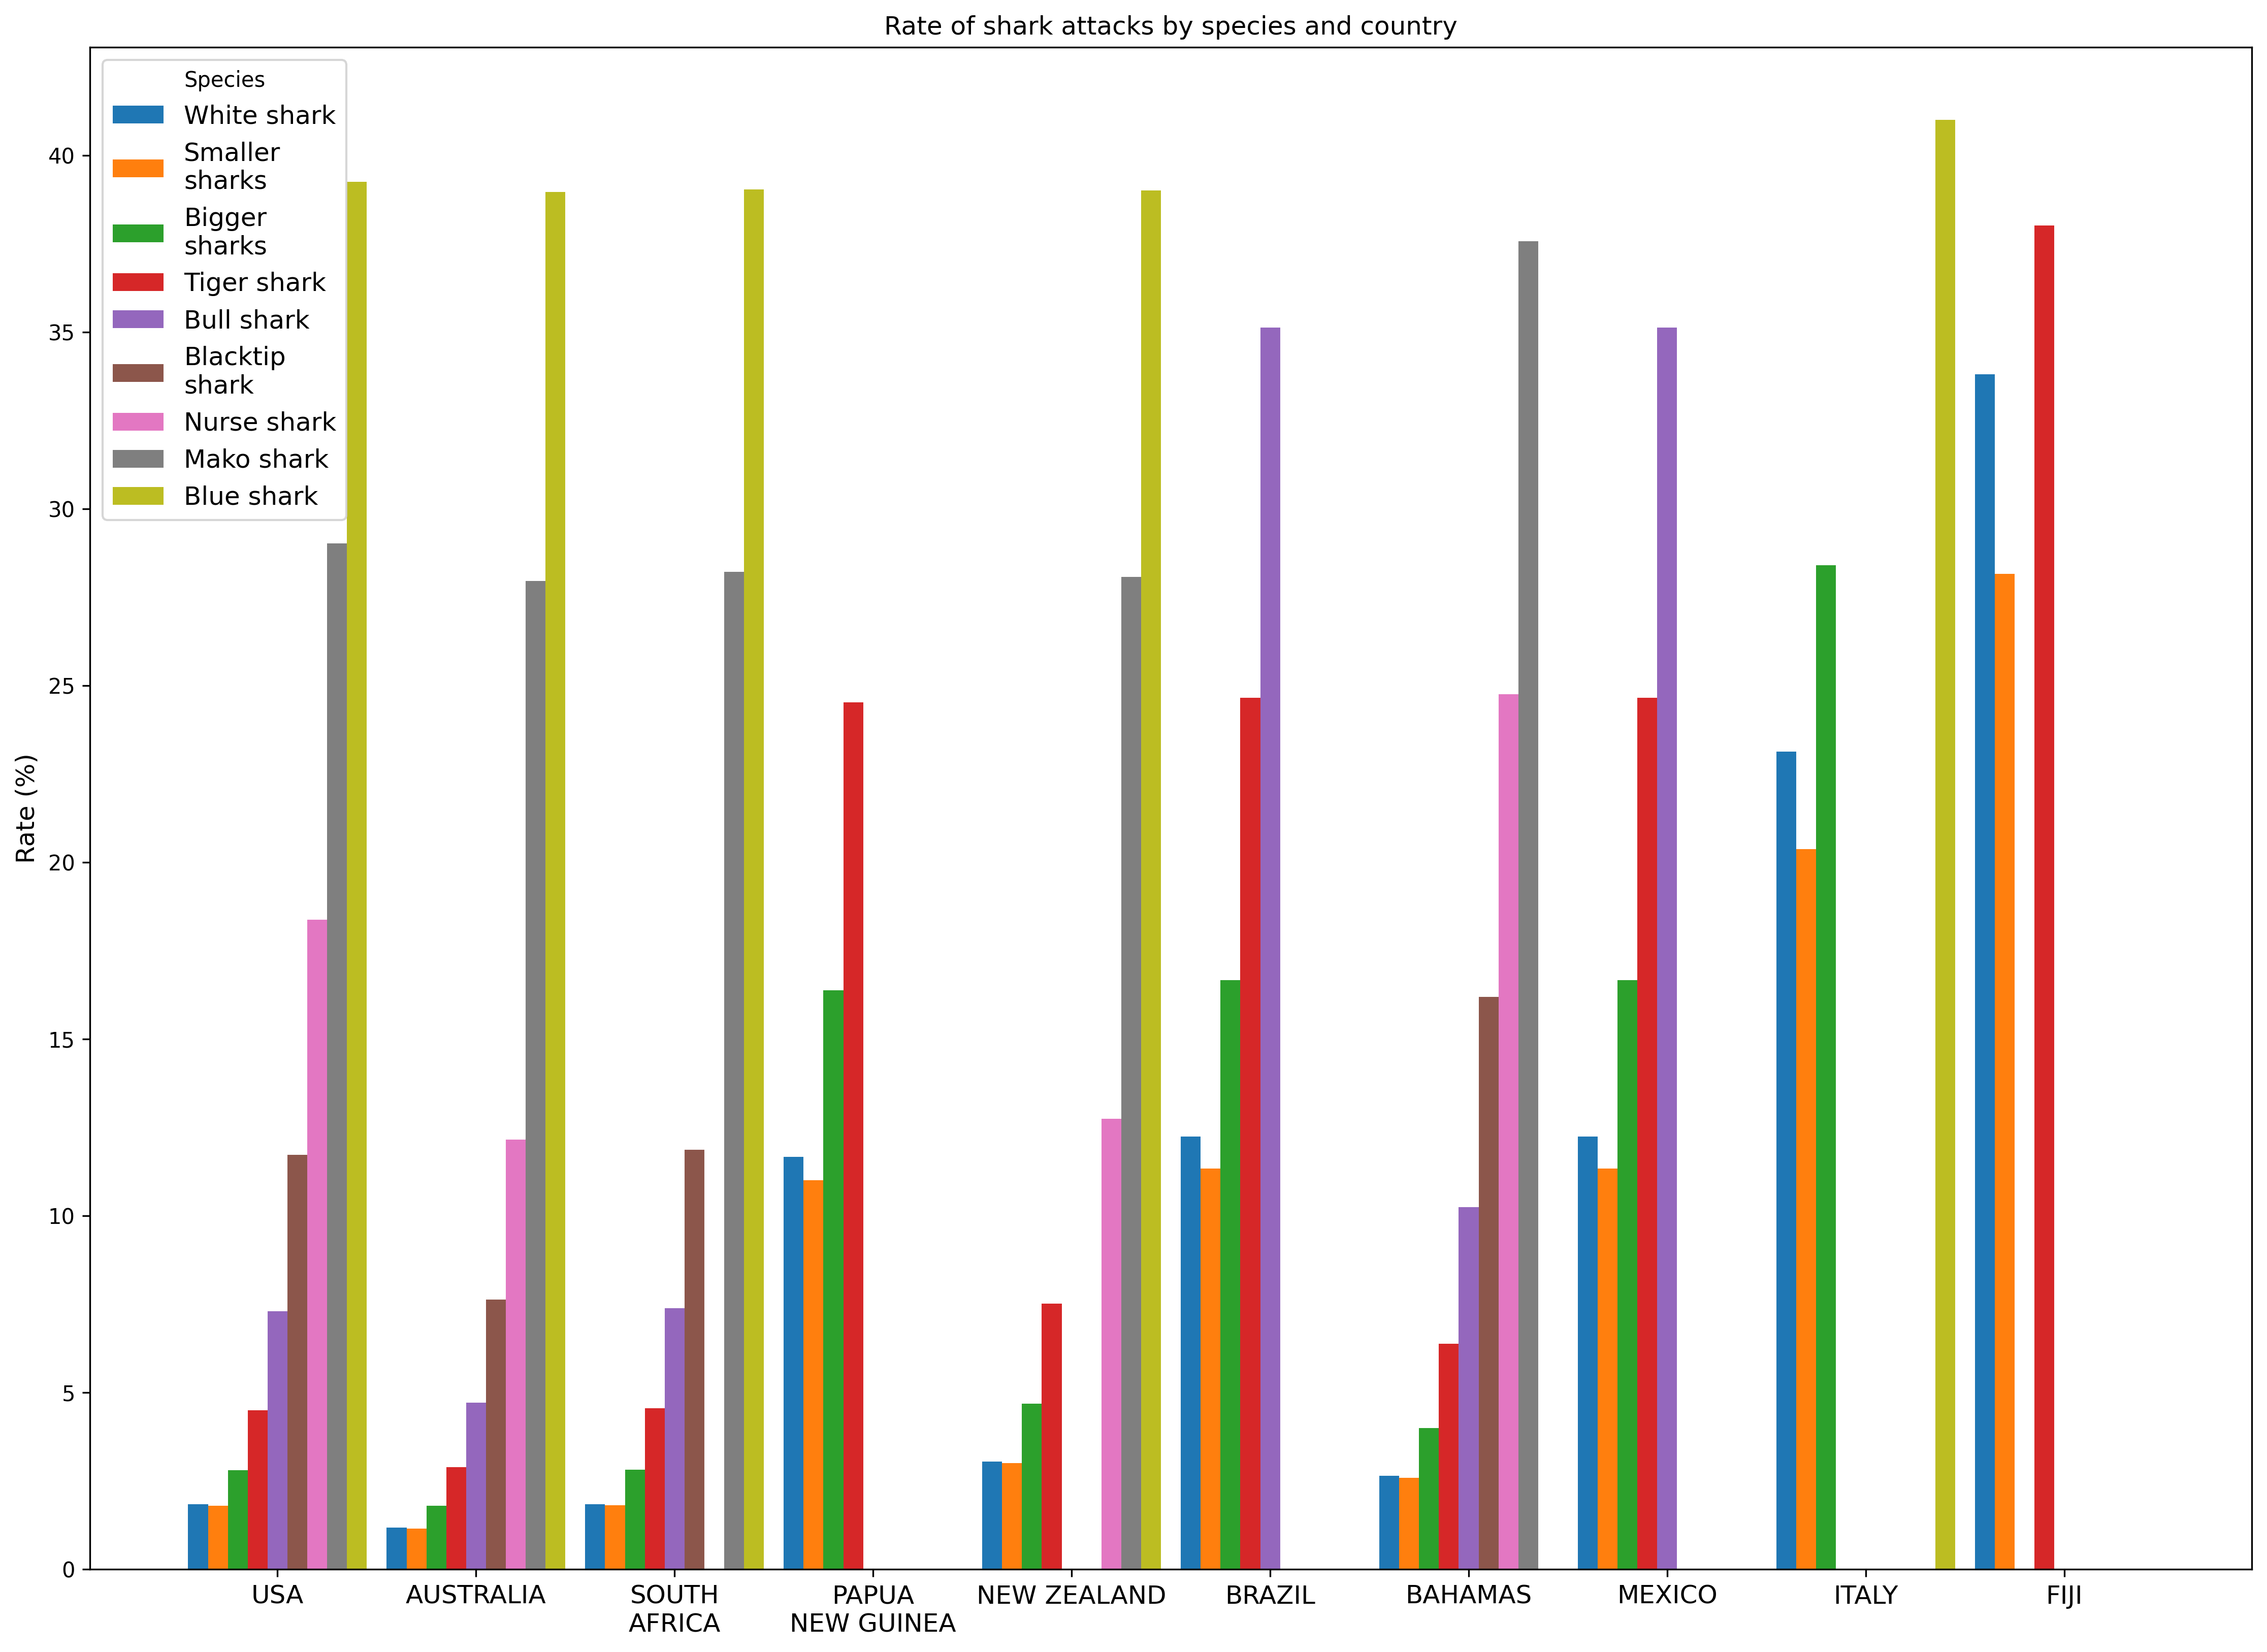 Rate of shark attacks by species and country
Species
White shark
Smaller
sharks
Bigger
sharks
Tiger shark
Bull shark
Blacktip
shark
Nurse shark
Mako shark
Blue shark
Rate (%)
40
35
30
25
20
15
10
5
0
USA
AUSTRALIA
SOUTH
AFRICA
PAPUA
NEW GUINEA
NEW ZEALAND
BRAZIL
BAHAMAS
MEXICO
ITALY
FIJI